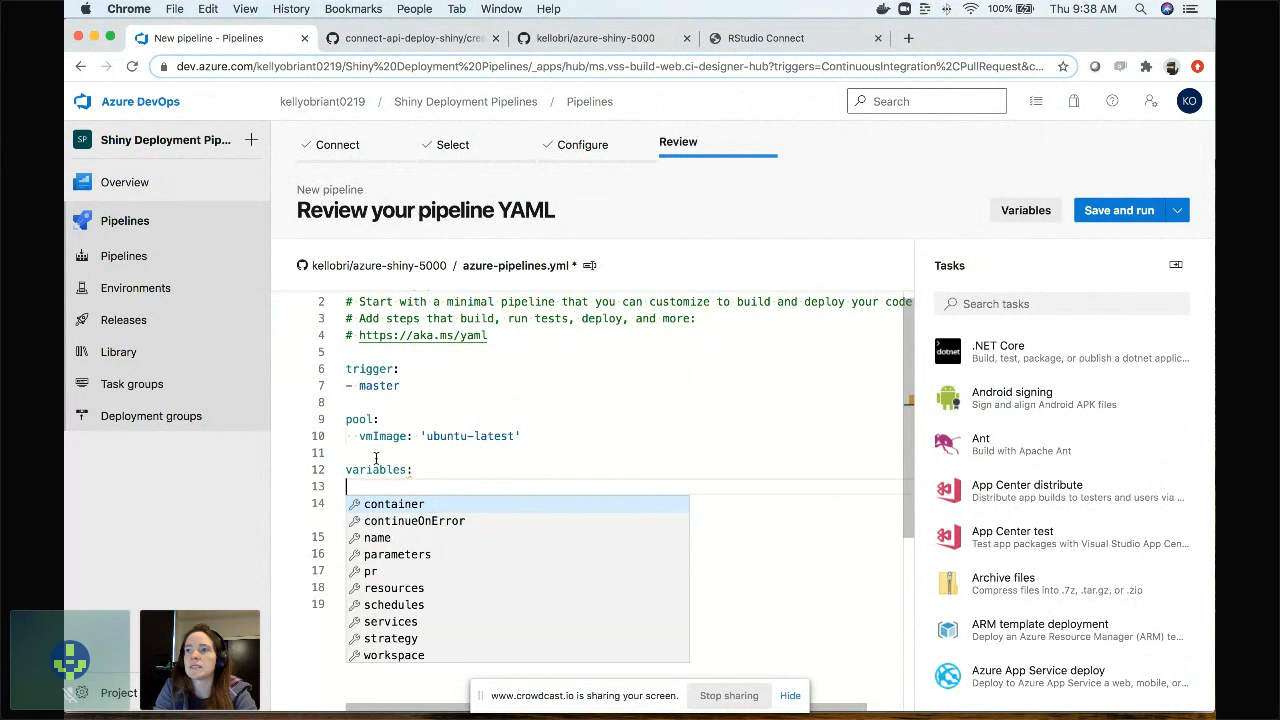 Chrome File Edit View History Bookmarks People Tab Window Help 100% Thu 9:38 AM
New pipeline - Pipelines
connect-api-deploy-shiny/cre
kellobri/azure-shiny-5000
RStudio Connect
dev.azure.com/kellyobriant0219/Shiny%20Deployment%20Pipelines/_apps/hub/ms.vss-build-web.ci-designer-hub?triggers=ContinuousIntegration%2CPullRequest&c...
Azure DevOps
kellyobriant0219 / Shiny Deployment Pipelines / Pipelines
Search
KO
SP Shiny Deployment Pip...
Overview
Pipelines
Pipelines
Environments
Releases
Library
Task groups
Deployment groups
Project
Connect
Select
Configure
Review
New pipeline
Review your pipeline YAML
Variables
Save and run
kellobri/azure-shiny-5000 / azure-pipelines.yml *
2 # Start with a minimal pipeline that you can customize to build and deploy your code
3 # Add steps that build, run tests, deploy, and more:
4 # https://aka.ms/yaml
5
6 trigger:
7 - master
8
9 pool:
10 vmImage: 'ubuntu-latest'
11
12 variables:
13
14
15
16
17
18
19
container
continueOnError
name
parameters
pr
resources
schedules
services
strategy
workspace
Tasks
Search tasks
dotnet
.NET Core
Build, test, package, or publish a dotnet applic...
Android signing
Sign and align Android APK files
Ant
Build with Apache Ant
App Center distribute
Distribute app builds to testers and users via ...
App Center test
Test app packages with Visual Studio App Cen...
Archive files
Compress files into .7z, .tar.gz, or .zip
ARM template deployment
Deploy an Azure Resource Manager (ARM) te...
Azure App Service deploy
Deploy to Azure App Service a web, mobile, or...
www.crowdcast.io is sharing your screen.
Stop sharing
Hide